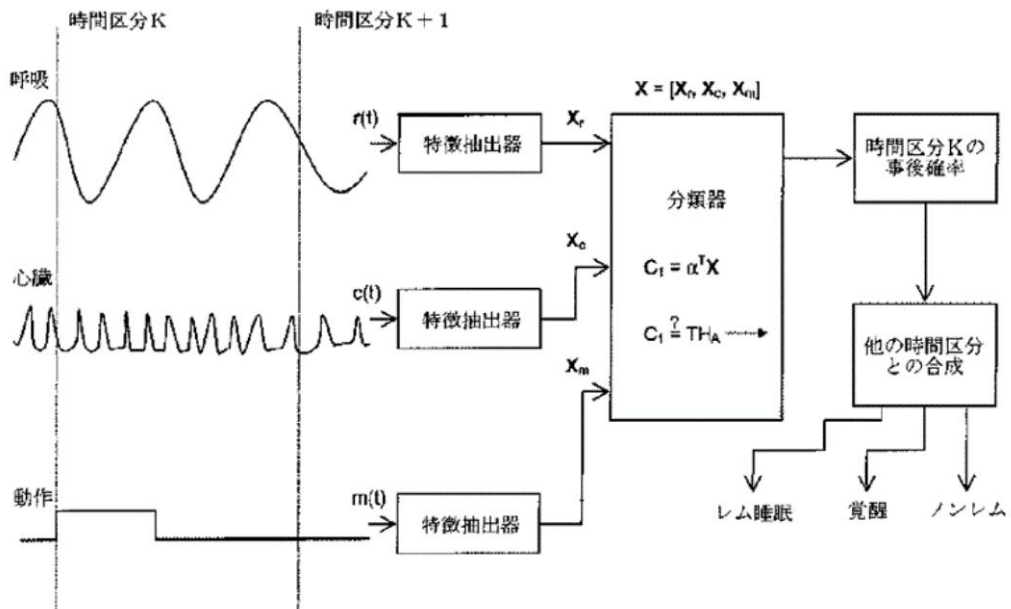 時間区分K
時間区分K+1
呼吸
r(t)
特徴抽出器
Xr
X = [Xr, Xc, Xm]
分類器
C1 = αTX
C1 ?= THA
時間区分Kの
事後確率
心臓
c(t)
特徴抽出器
Xc
他の時間区分
との合成
動作
m(t)
特徴抽出器
Xm
レム睡眠
覚醒
ノンレム